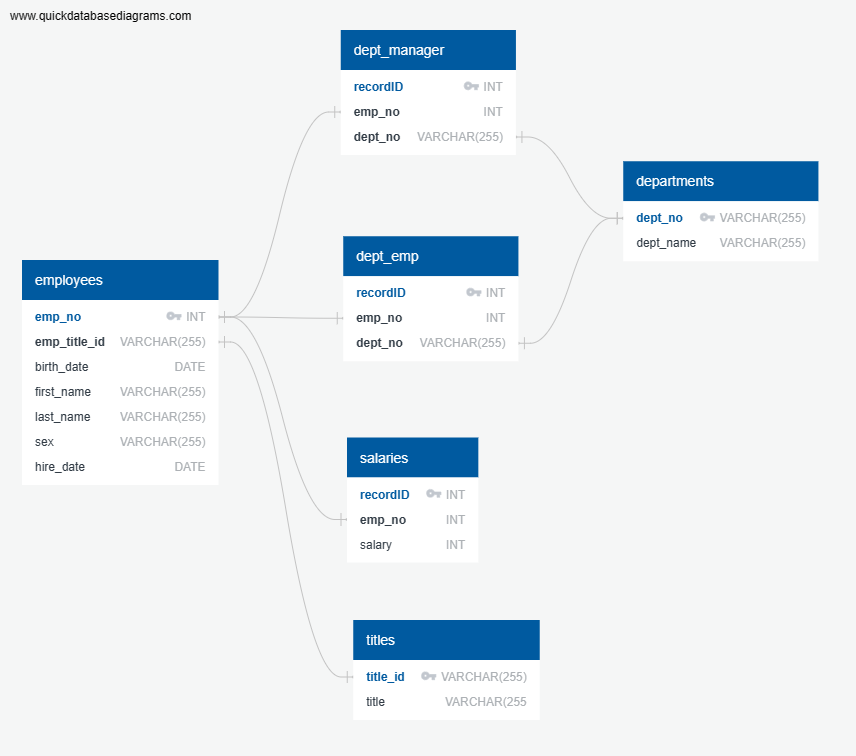 www.quickdatabasediagrams.com
dept_manager
recordID INT
emp_no INT
dept_no VARCHAR(255)
departments
dept_no VARCHAR(255)
dept_name VARCHAR(255)
dept_emp
recordID INT
emp_no INT
dept_no VARCHAR(255)
employees
emp_no INT
emp_title_id VARCHAR(255)
birth_date DATE
first_name VARCHAR(255)
last_name VARCHAR(255)
sex VARCHAR(255)
hire_date DATE
salaries
recordID INT
emp_no INT
salary INT
titles
title_id VARCHAR(255)
title VARCHAR(255